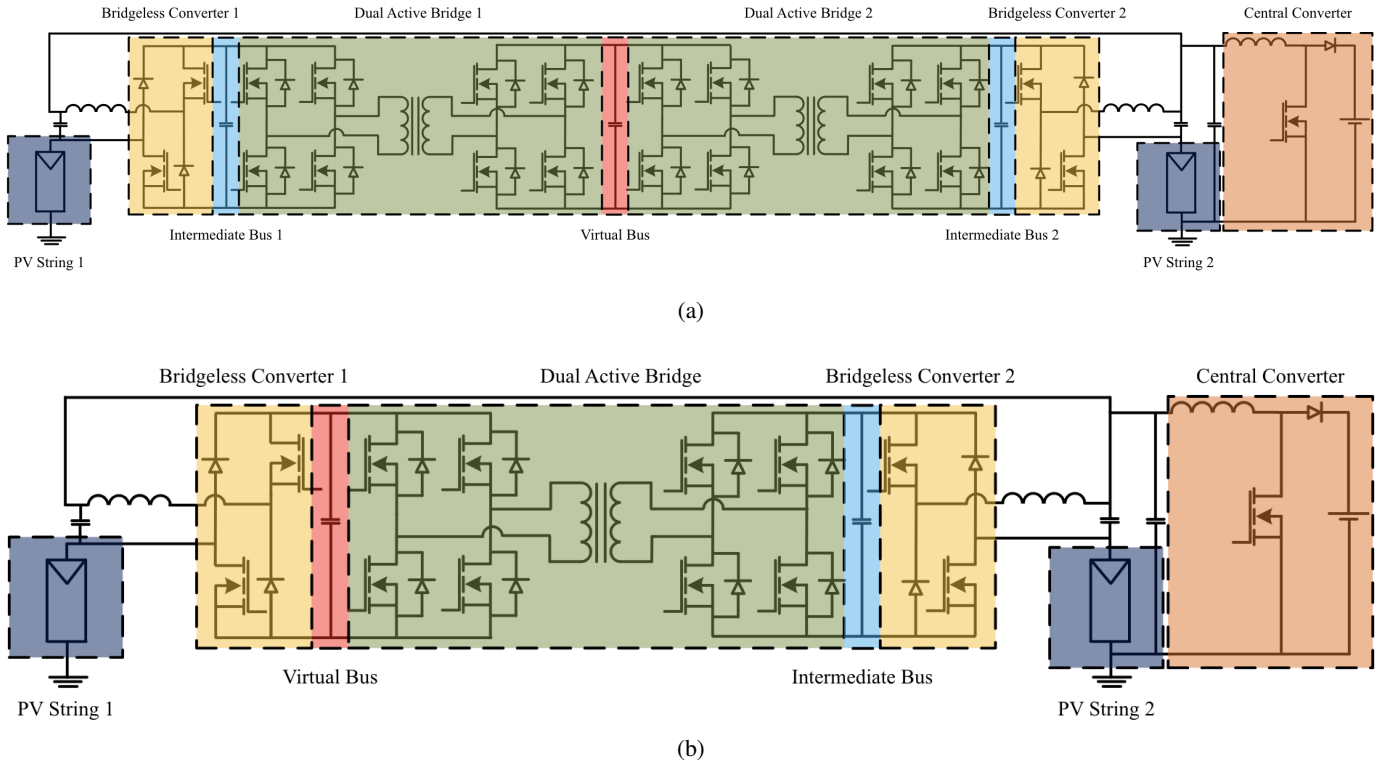 Bridgeless Converter 1 Dual Active Bridge 1 Dual Active Bridge 2 Bridgeless Converter 2 Central Converter
Intermediate Bus 1 Virtual Bus Intermediate Bus 2
PV String 1 PV String 2
(a)
Bridgeless Converter 1 Dual Active Bridge Bridgeless Converter 2 Central Converter
Virtual Bus Intermediate Bus
PV String 1 PV String 2
(b)